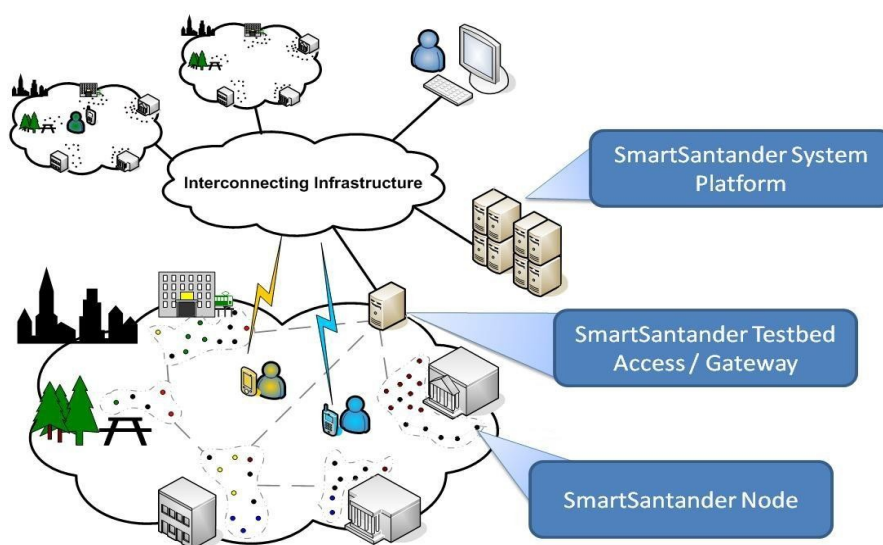 SmartSantander System
Platform
Interconnecting Infrastructure
SmartSantander Testbed
Access / Gateway
SmartSantander Node